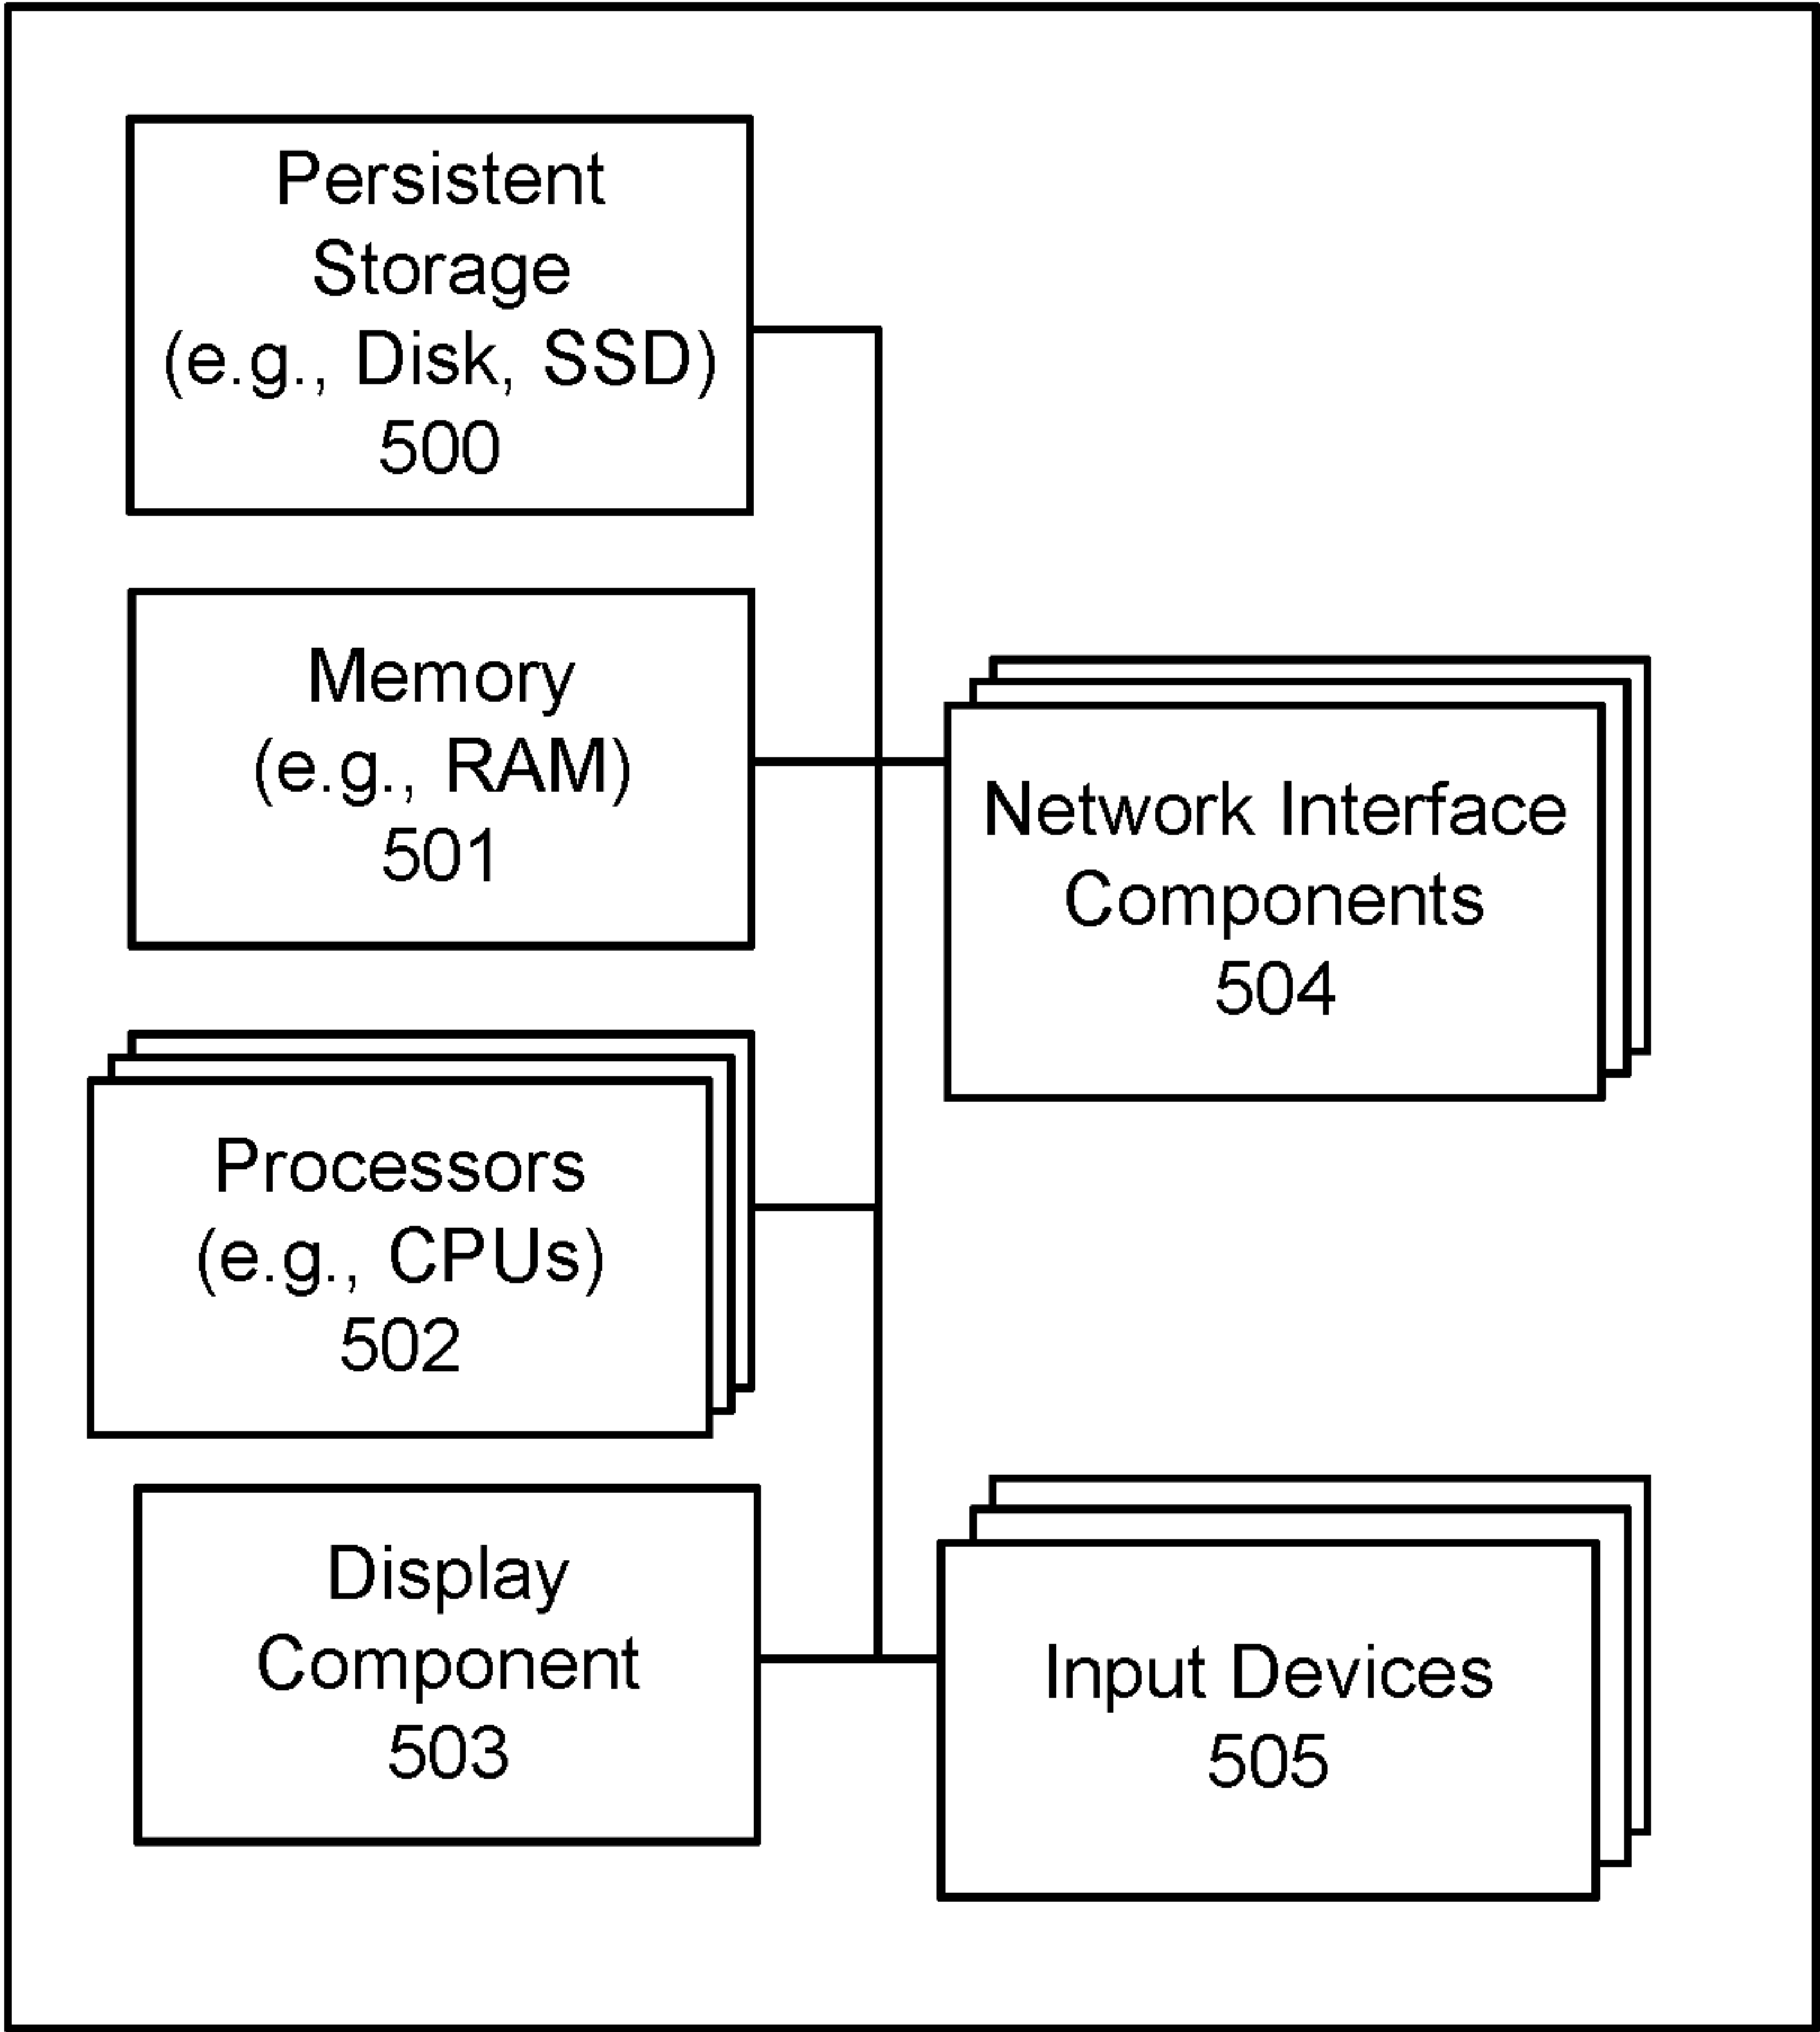 Persistent
Storage
(e.g., Disk, SSD)
500
Memory
(e.g., RAM)
501
Processors
(e.g., CPUs)
502
Display
Component
503
Network Interface
Components
504
Input Devices
505